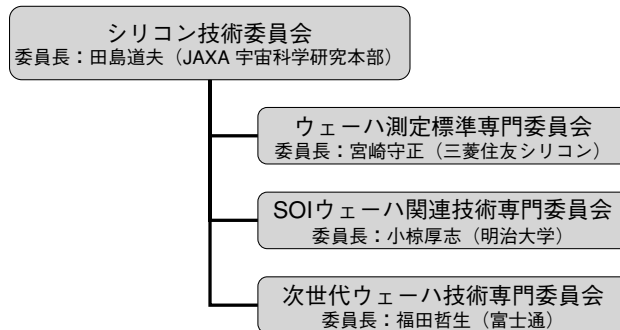 シリコン技術委員会
委員長：田島道夫（JAXA 宇宙科学研究本部）
ウェーハ測定標準専門委員会
委員長：宮崎守正（三菱住友シリコン）
SOIウェーハ関連技術専門委員会
委員長：小椋厚志（明治大学）
次世代ウェーハ技術専門委員会
委員長：福田哲生（富士通）